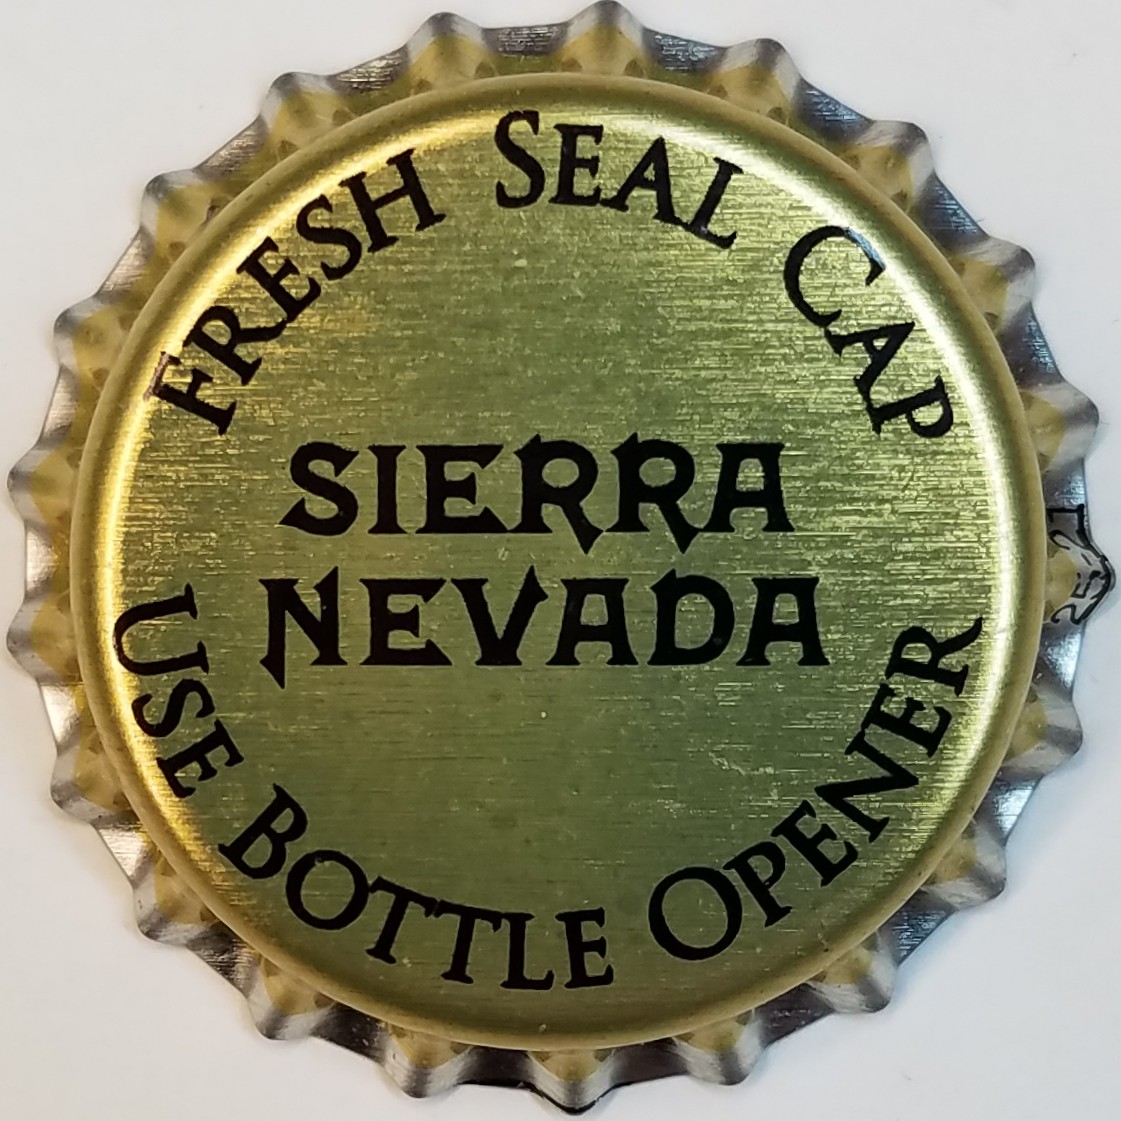 FRESH SEAL CAP
SIERRA
NEVADA
USE BOTTLE OPENER